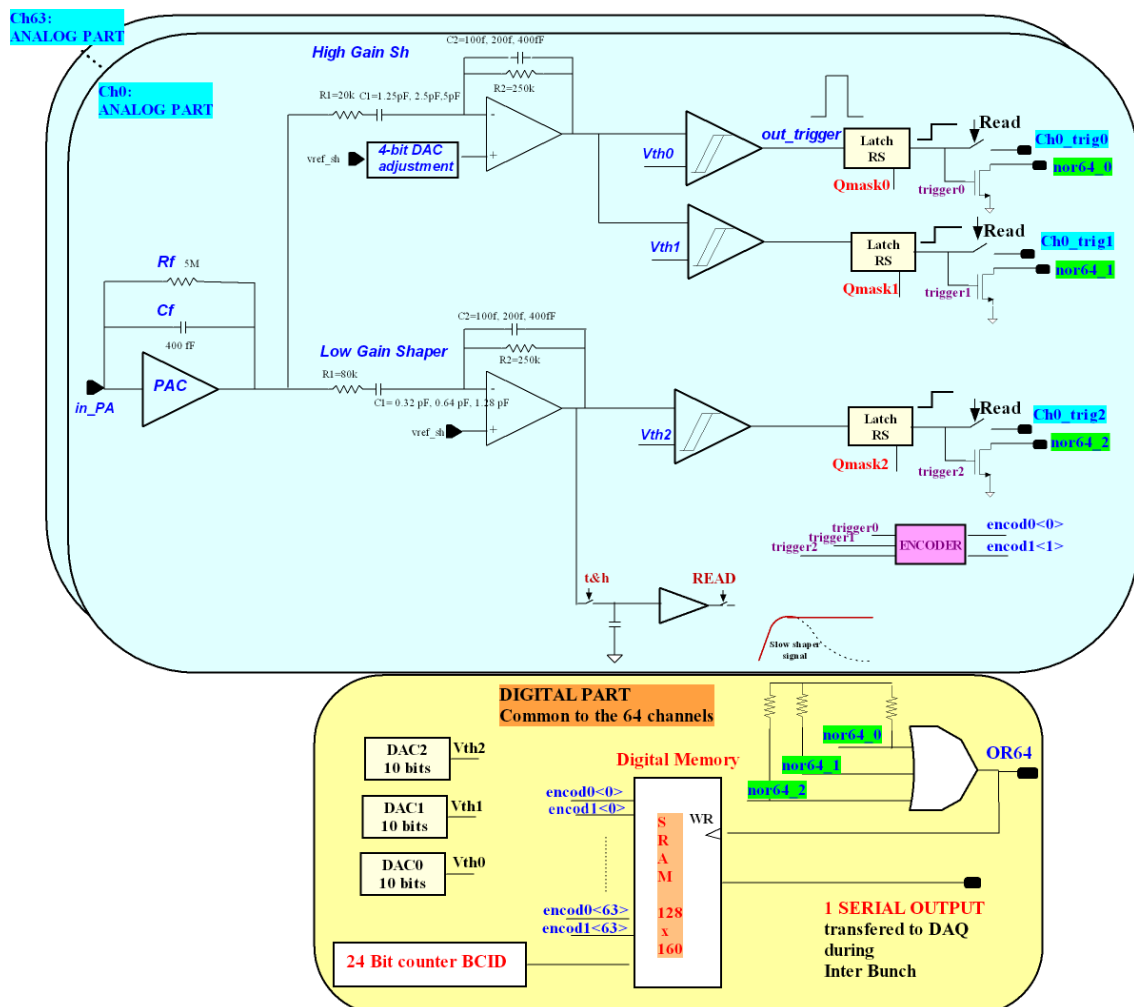 Ch63:
ANALOG PART
Ch0:
ANALOG PART
High Gain Sh
C2=100f, 200f, 400fF
R2=250k
R1=20k
C1=1.25pF, 2.5pF,5pF
-
+
vref_sh
4-bit DAC
adjustment
Vth0
out_trigger
Latch
RS
Qmask0
Read
Ch0_trig0
nor64_0
trigger0
Vth1
Latch
RS
Qmask1
Read
Ch0_trig1
nor64_1
trigger1
Rf 5M
Cf
400 fF
PAC
in_PA
Low Gain Shaper
C2=100f, 200f, 400fF
R2=250k
R1=80k
C1= 0.32 pF, 0.64 pF, 1.28 pF
-
+
vref_sh
Vth2
Latch
RS
Qmask2
Read
Ch0_trig2
nor64_2
trigger2
trigger0
trigger1
trigger2
ENCODER
encod0<0>
encod1<1>
t&h
READ
Slow shaper
signal
DIGITAL PART
Common to the 64 channels
DAC2
10 bits
Vth2
DAC1
10 bits
Vth1
DAC0
10 bits
Vth0
Digital Memory
encod0<0>
encod1<0>
encod0<63>
encod1<63>
S
R
A
M
128
x
160
WR
nor64_0
nor64_1
nor64_2
OR64
24 Bit counter BCID
1 SERIAL OUTPUT
transfered to DAQ
during
Inter Bunch